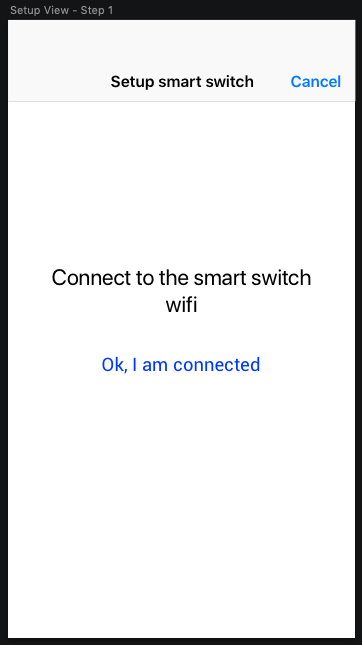 Setup View - Step 1
Setup smart switch Cancel
Connect to the smart switch
wifi
Ok, I am connected